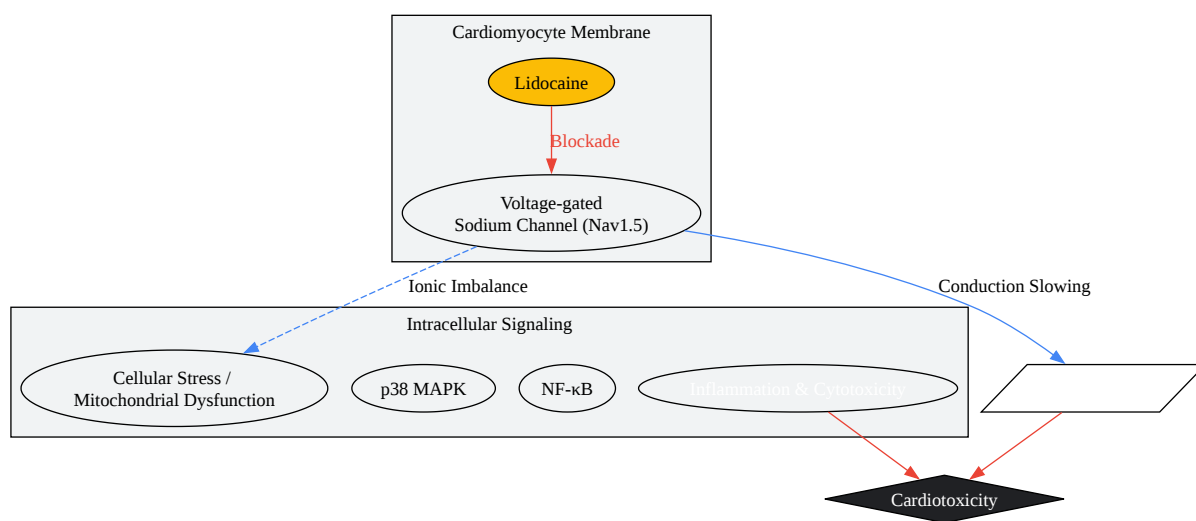 Cardiomyocyte Membrane
Lidocaine
Blockade
Voltage-gated
Sodium Channel (Nav1.5)
Ionic Imbalance
Conduction Slowing
Intracellular Signaling
Cellular Stress /
Mitochondrial Dysfunction
p38 MAPK
NF-κB
Inflammation & Cytotoxicity
Cardiotoxicity